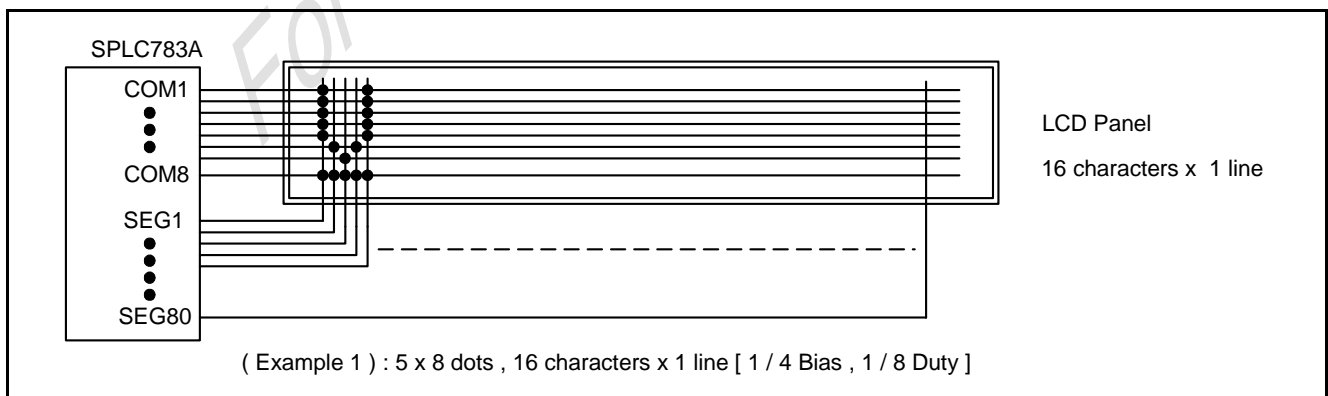 For
SPLC783A
COM1
COM8
SEG1
SEG80
LCD Panel
16 characters x 1 line
( Example 1 ) : 5 x 8 dots , 16 characters x 1 line [ 1 / 4 Bias , 1 / 8 Duty ]